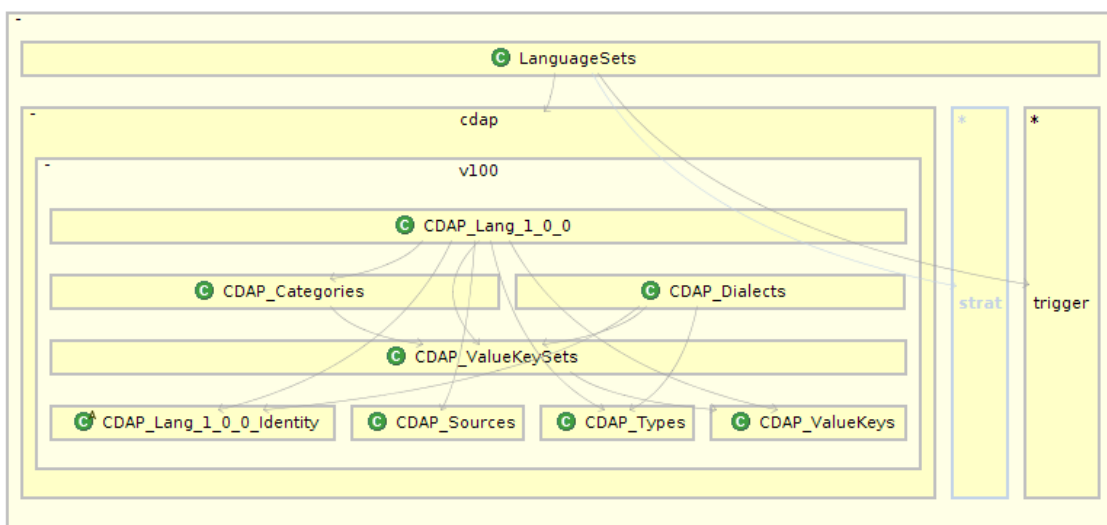 -
C LanguageSets
-
cdap
*
*
-
v100
C CDAP_Lang_1_0_0
C CDAP_Categories
C CDAP_Dialects
strat
trigger
C CDAP_ValueKeySets
C A CDAP_Lang_1_0_0_Identity
C CDAP_Sources
C CDAP_Types
C CDAP_ValueKeys